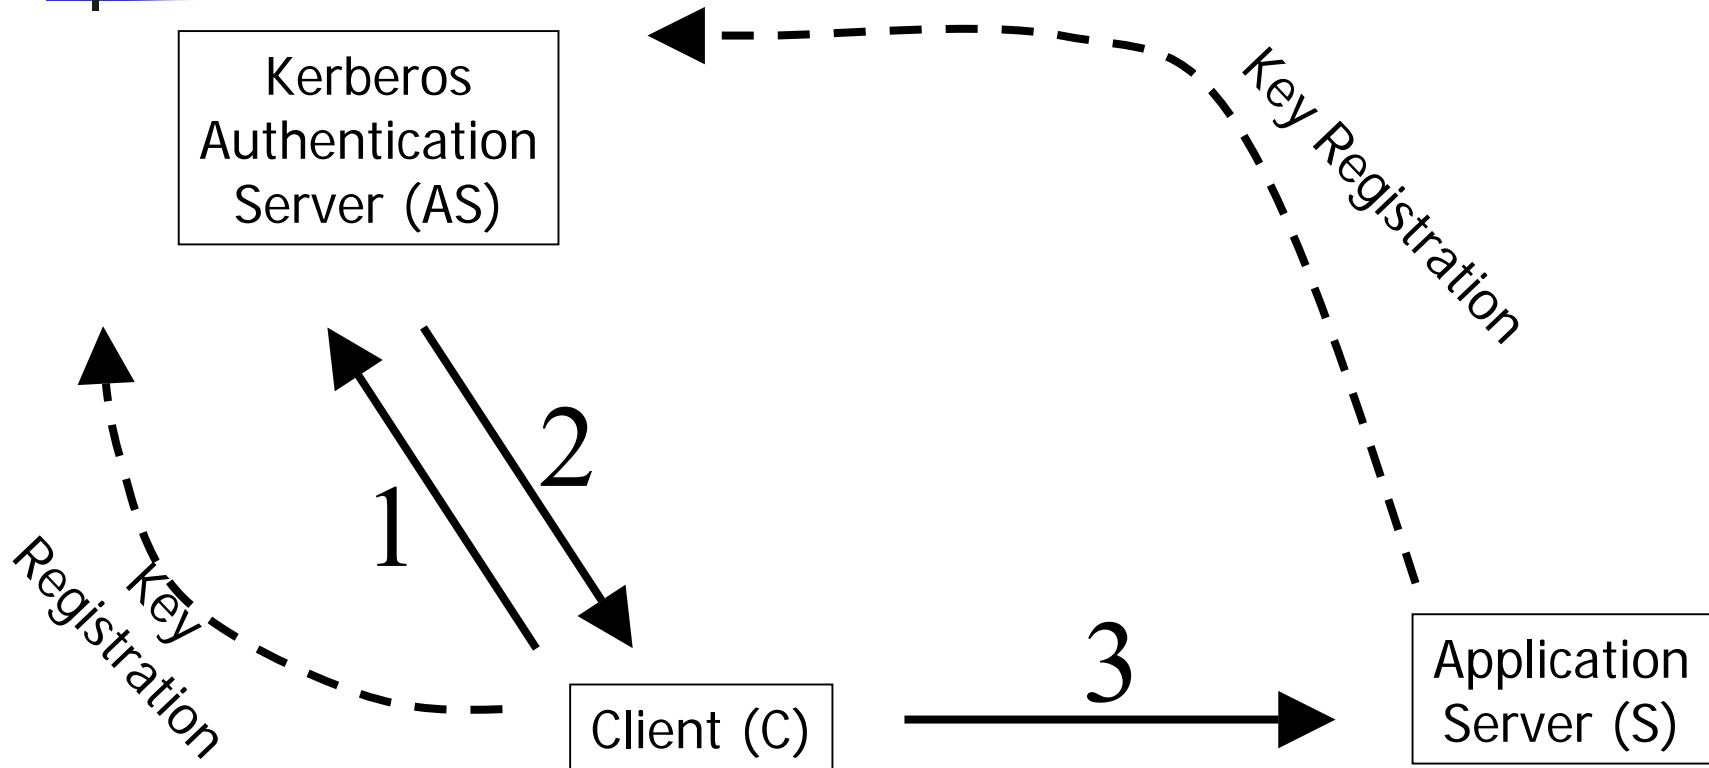 Kerberos
Authentication
Server (AS)
Key Registration
2
1
Key
Registration
3
Client (C)
Application
Server (S)